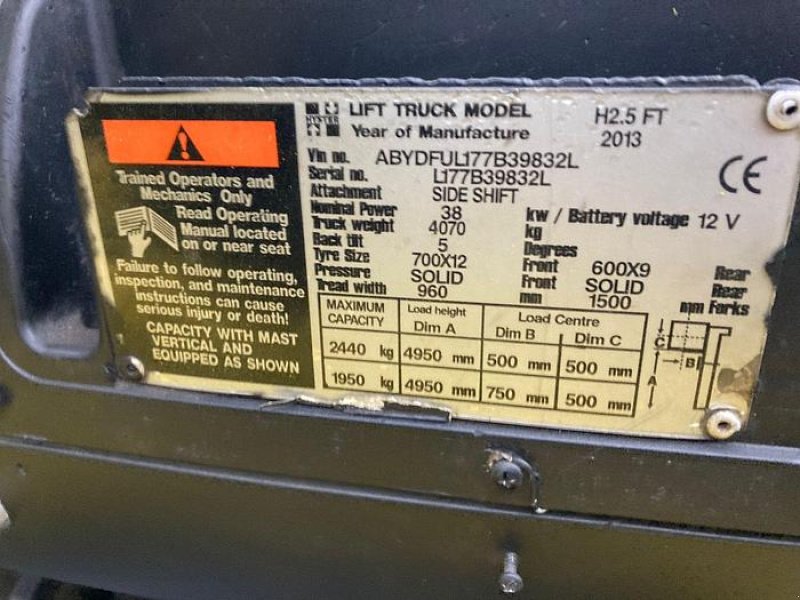 Trained Operators and
Mechanics Only
Read Operating
Manual located
on or near seat
Failure to follow operating,
inspection, and maintenance
instructions can cause
serious injury or death!
CAPACITY WITH MAST
VERTICAL AND
EQUIPPED AS SHOWN
HYSTER
LIFT TRUCK MODEL H2.5 FT
Year of Manufacture 2013
Vin no. ABYDFUL177B39832L
Serial no. L177B39832L
Attachment SIDE SHIFT
Nominal Power 38 kw / Battery voltage 12 V
Truck weight 4070 kg
Back tilt 5 Degrees
Tyre Size 700X12 Front 600X9 Rear
Pressure SOLID Front SOLID Rear
Tread width 960 mm 1500 mm Forks
MAXIMUM CAPACITY Load height Dim A Load Centre Dim B Dim C
2440 kg 4950 mm 500 mm 500 mm
1950 kg 4950 mm 750 mm 500 mm
C
B
A
CE